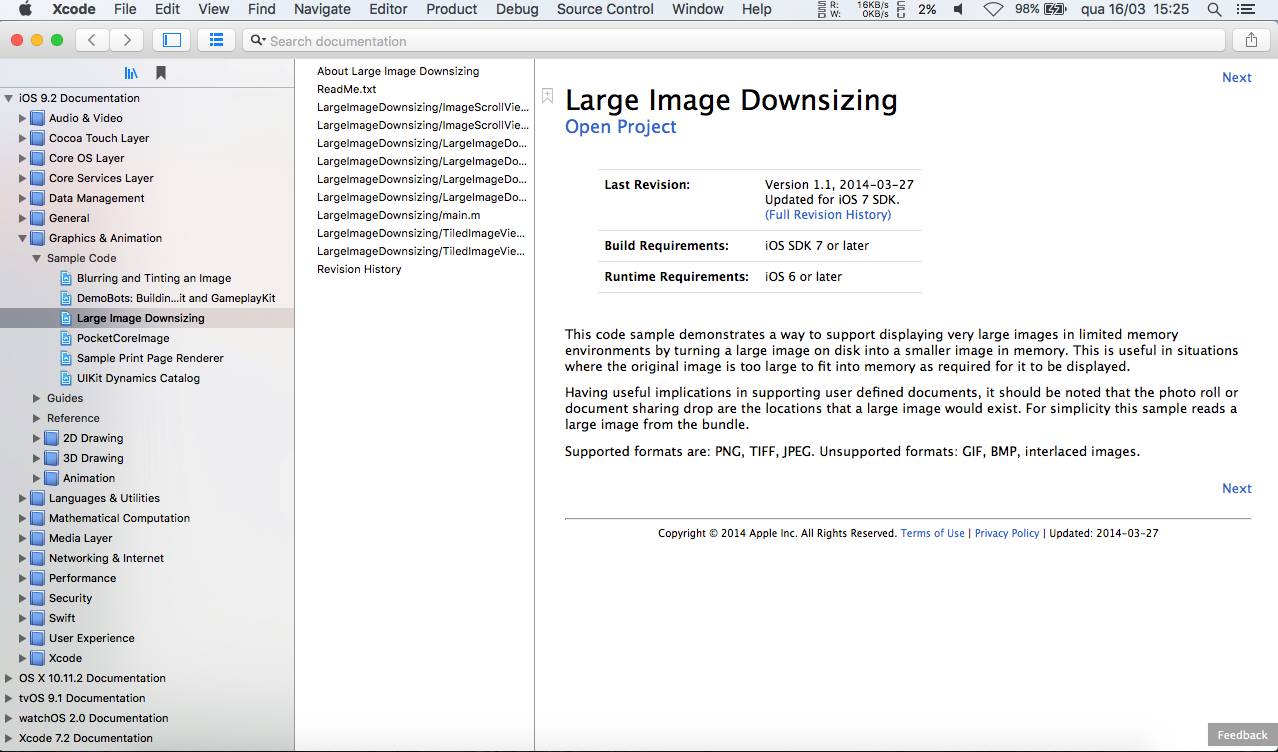 Xcode File Edit View Find Navigate Editor Product Debug Source Control Window Help R: 16KB/s W: 0KB/s 2% 98% qua 16/03 15:25
Search documentation
iOS 9.2 Documentation
Audio & Video
Cocoa Touch Layer
Core OS Layer
Core Services Layer
Data Management
General
Graphics & Animation
Sample Code
Blurring and Tinting an Image
DemoBots: Buildin...it and GameplayKit
Large Image Downsizing
PocketCoreImage
Sample Print Page Renderer
UIKit Dynamics Catalog
Guides
Reference
2D Drawing
3D Drawing
Animation
Languages & Utilities
Mathematical Computation
Media Layer
Networking & Internet
Performance
Security
Swift
User Experience
Xcode
OS X 10.11.2 Documentation
tvOS 9.1 Documentation
watchOS 2.0 Documentation
Xcode 7.2 Documentation
About Large Image Downsizing
ReadMe.txt
LargeImageDownsizing/ImageScrollVie...
LargeImageDownsizing/ImageScrollVie...
LargeImageDownsizing/LargeImageDo...
LargeImageDownsizing/LargeImageDo...
LargeImageDownsizing/LargeImageDo...
LargeImageDownsizing/LargeImageDo...
LargeImageDownsizing/main.m
LargeImageDownsizing/TiledImageVie...
LargeImageDownsizing/TiledImageVie...
Revision History
Next
Large Image Downsizing
Open Project
Last Revision: Version 1.1, 2014-03-27
Updated for iOS 7 SDK.
(Full Revision History)
Build Requirements: iOS SDK 7 or later
Runtime Requirements: iOS 6 or later
This code sample demonstrates a way to support displaying very large images in limited memory
environments by turning a large image on disk into a smaller image in memory. This is useful in situations
where the original image is too large to fit into memory as required for it to be displayed.
Having useful implications in supporting user defined documents, it should be noted that the photo roll or
document sharing drop are the locations that a large image would exist. For simplicity this sample reads a
large image from the bundle.
Supported formats are: PNG, TIFF, JPEG. Unsupported formats: GIF, BMP, interlaced images.
Next
Copyright © 2014 Apple Inc. All Rights Reserved. Terms of Use | Privacy Policy | Updated: 2014-03-27
Feedback